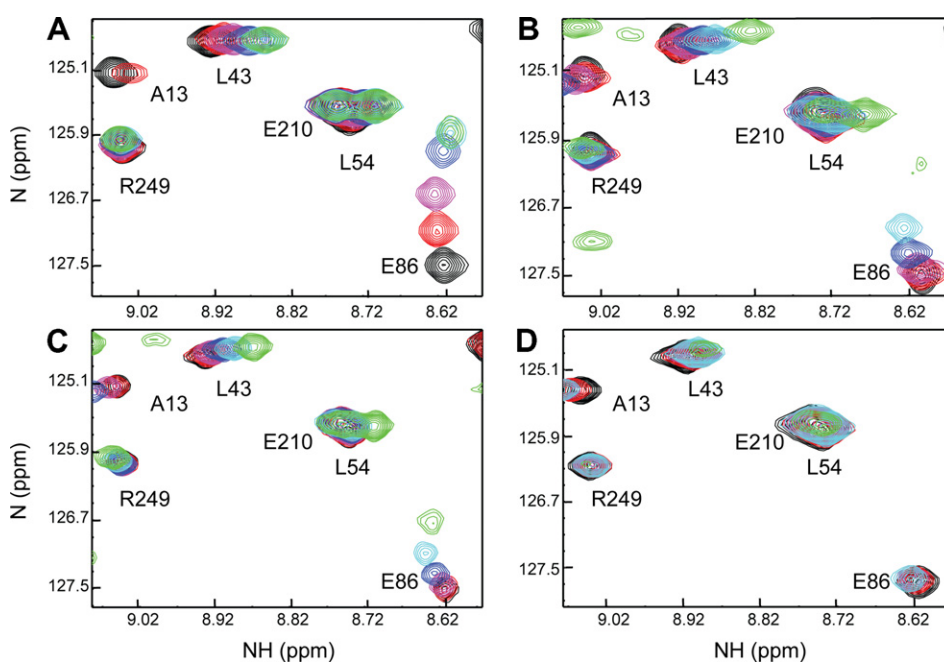 A
B
N (ppm)
125.1
125.9
126.7
127.5
A13
L43
E210
L54
R249
E86
9.02
8.92
8.82
8.72
8.62
125.1
125.9
126.7
127.5
A13
L43
E210
L54
R249
E86
9.02
8.92
8.82
8.72
8.62
C
D
N (ppm)
125.1
125.9
126.7
127.5
A13
L43
E210
L54
R249
E86
9.02
8.92
8.82
8.72
8.62
NH (ppm)
125.1
125.9
126.7
127.5
A13
L43
E210
L54
R249
E86
9.02
8.92
8.82
8.72
8.62
NH (ppm)